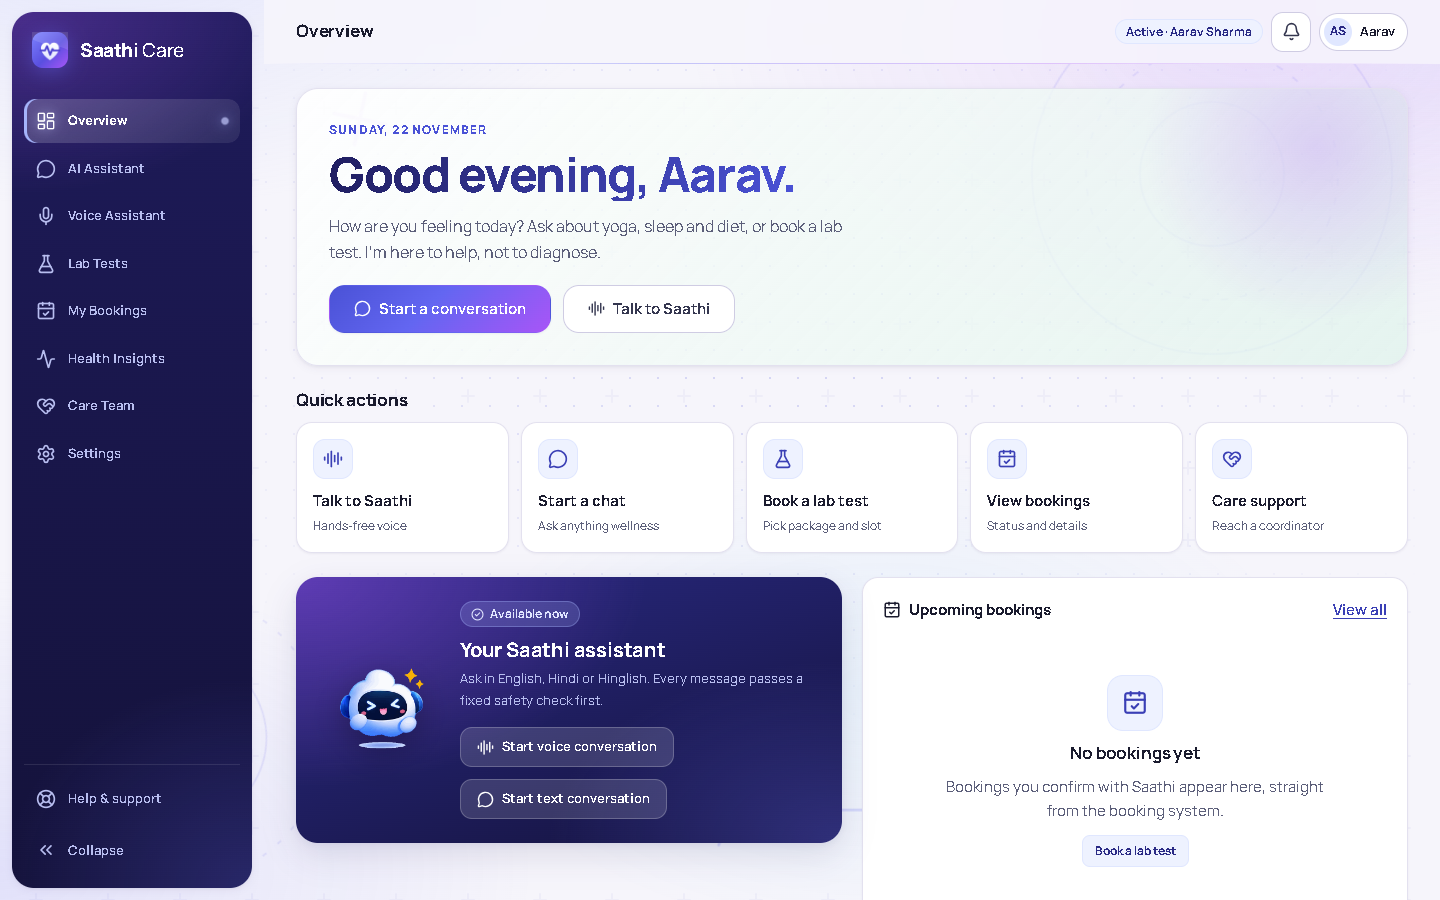 Saathi Care
Overview
AI Assistant
Voice Assistant
Lab Tests
My Bookings
Health Insights
Care Team
Settings
Help & support
Collapse
Overview
Active · Aarav Sharma
AS
Aarav
SUNDAY, 22 NOVEMBER
Good evening, Aarav.
How are you feeling today? Ask about yoga, sleep and diet, or book a lab
test. I'm here to help, not to diagnose.
Start a conversation
Talk to Saathi
Quick actions
Talk to Saathi
Hands-free voice
Start a chat
Ask anything wellness
Book a lab test
Pick package and slot
View bookings
Status and details
Care support
Reach a coordinator
Available now
Your Saathi assistant
Ask in English, Hindi or Hinglish. Every message passes a
fixed safety check first.
Start voice conversation
Start text conversation
Upcoming bookings
View all
No bookings yet
Bookings you confirm with Saathi appear here, straight
from the booking system.
Book a lab test